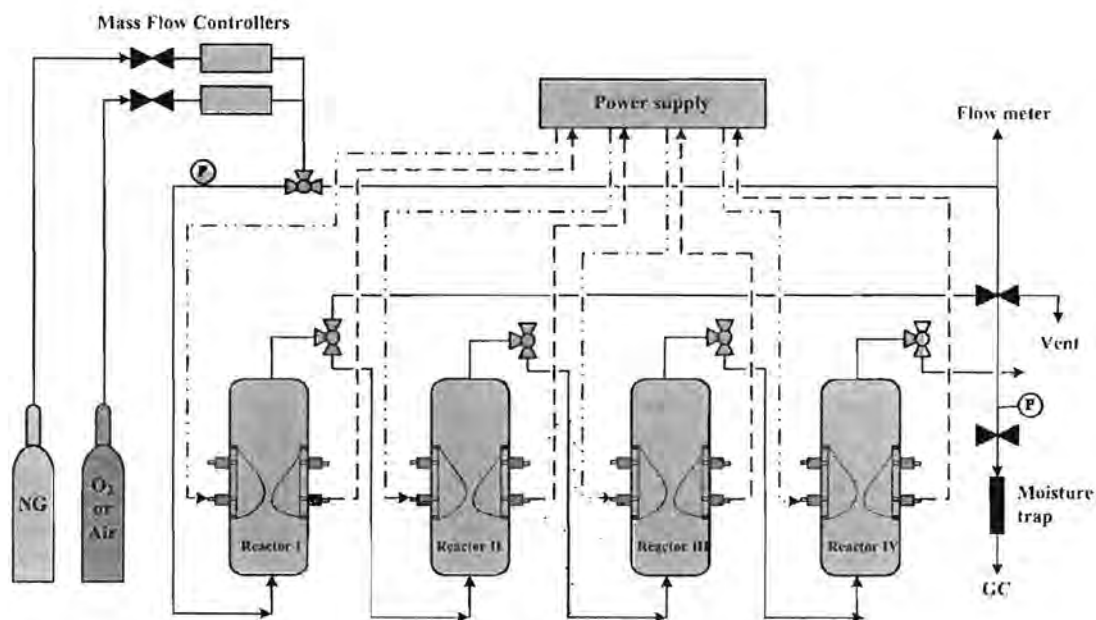 Mass Flow Controllers
Power supply
Flow meter
P
Vent
P
NG
O2
or
Air
Reactor I
Reactor II
Reactor III
Reactor IV
Moisture
trap
GC